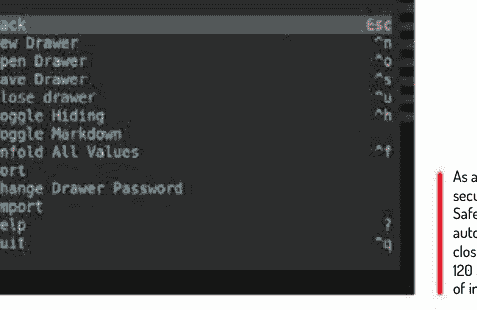 ack Esc
ew Drawer ^n
pen Drawer ^o
ave Drawer ^s
lose drawer ^u
oggle Hiding ^h
oggle Markdown
nfold All Values ^f
ort
hange Drawer Password
mport
elp ?
uit ^q
As a
secu
Safe
auto
clos
120
of in